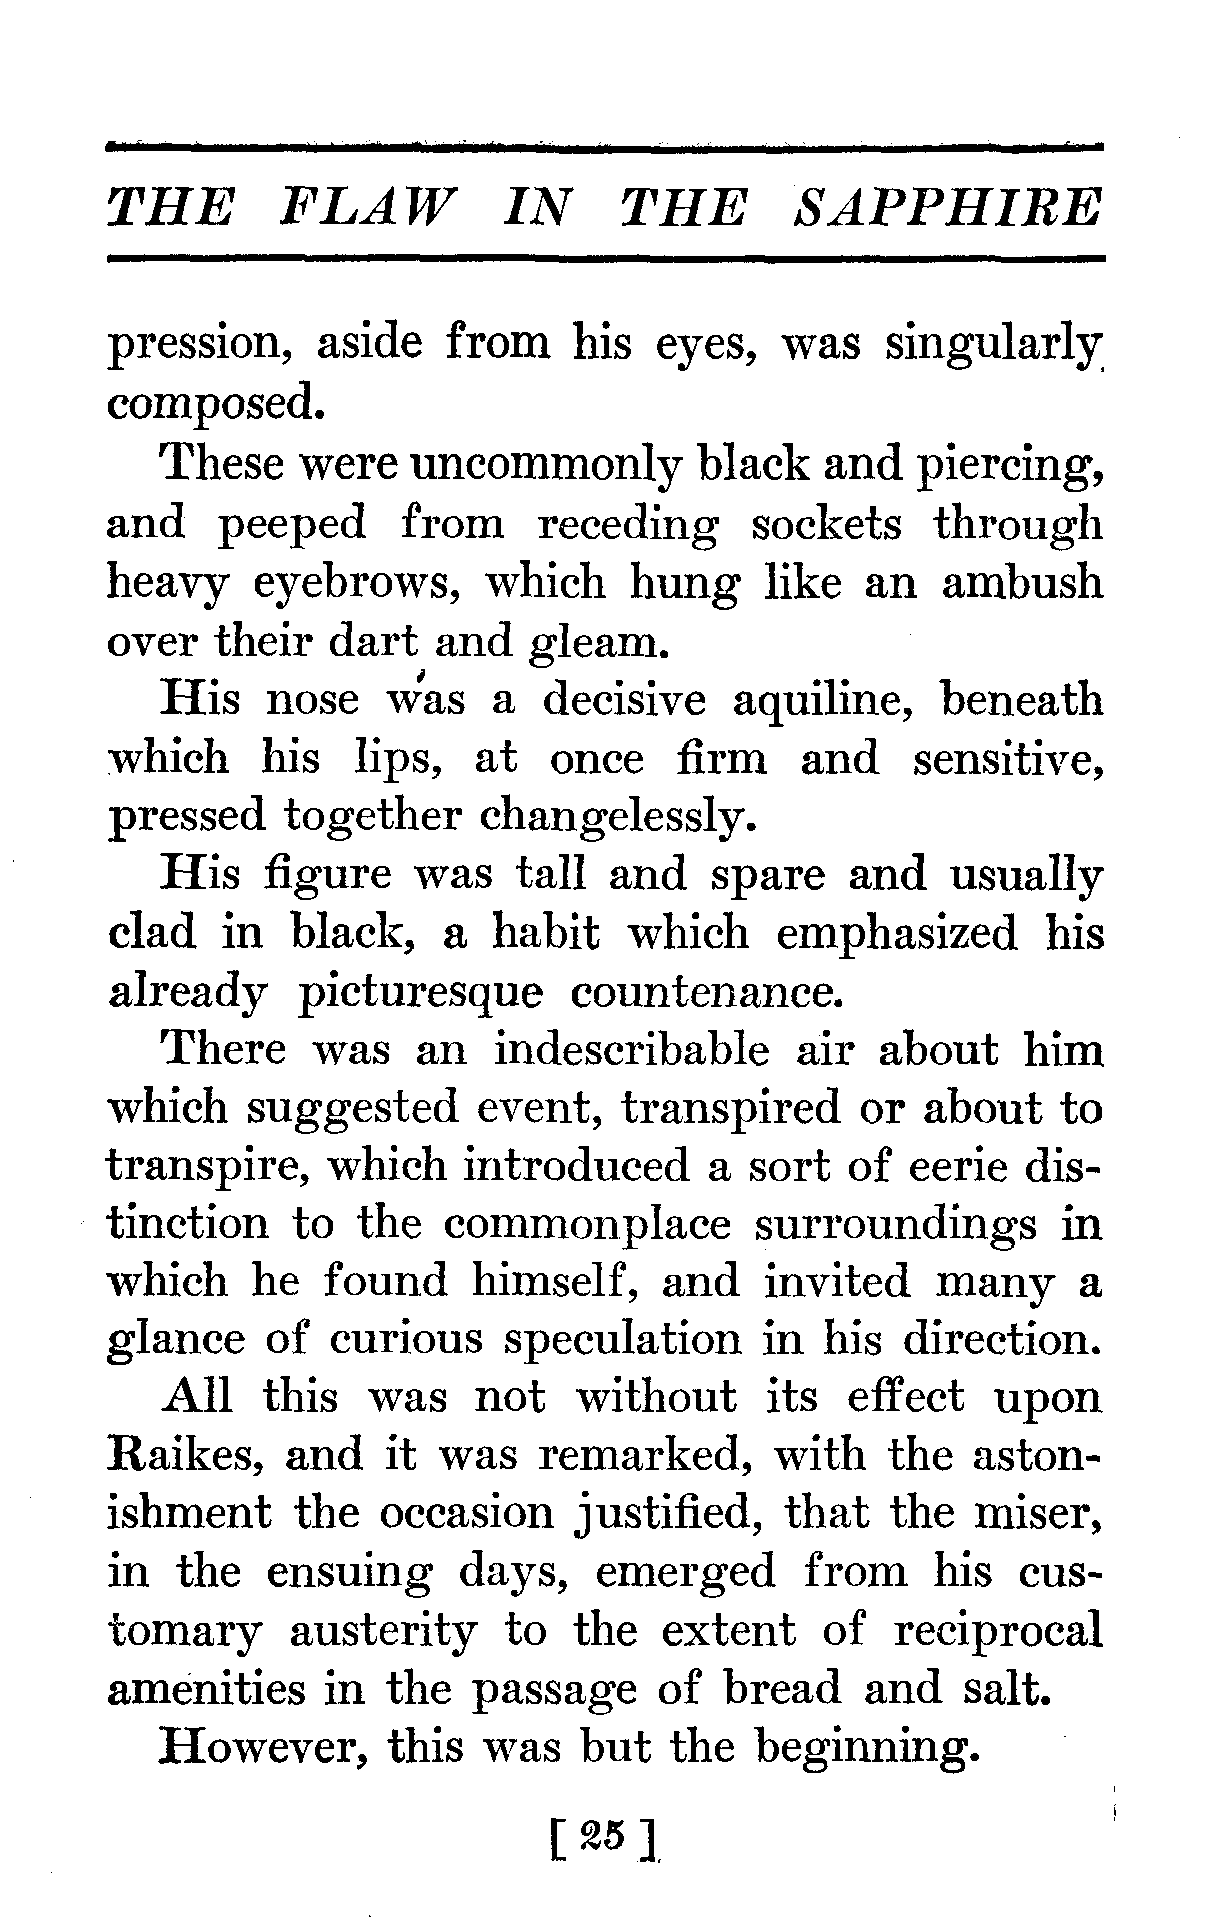 THE FLAW IN THE SAPPHIRE
pression, aside from his eyes, was singularly
composed.
These were uncommonly black and piercing,
and peeped from receding sockets through
heavy eyebrows, which hung like an ambush
over their dart and gleam.
His nose was a decisive aquiline, beneath
which his lips, at once firm and sensitive,
pressed together changelessly.
His figure was tall and spare and usually
clad in black, a habit which emphasized his
already picturesque countenance.
There was an indescribable air about him
which suggested event, transpired or about to
transpire, which introduced a sort of eerie dis-
tinction to the commonplace surroundings in
which he found himself, and invited many a
glance of curious speculation in his direction.
All this was not without its effect upon
Raikes, and it was remarked, with the aston-
ishment the occasion justified, that the miser,
in the ensuing days, emerged from his cus-
tomary austerity to the extent of reciprocal
amenities in the passage of bread and salt.
However, this was but the beginning.
[25]